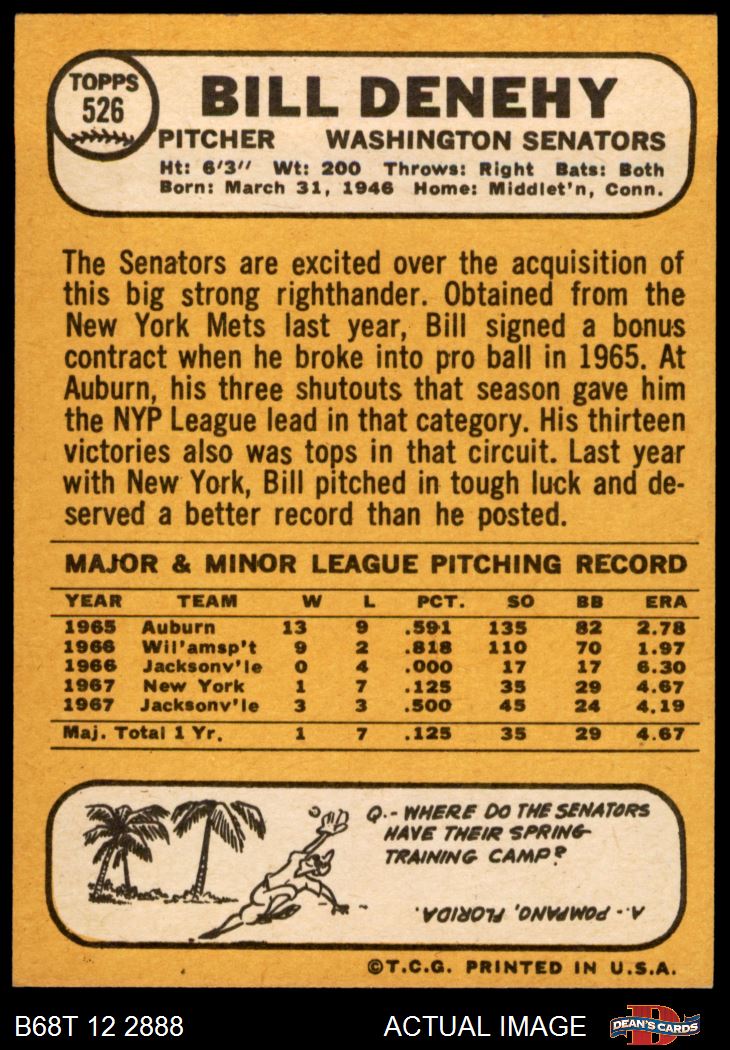 TOPPS
526
BILL DENEHY
PITCHER WASHINGTON SENATORS
Ht: 6'3" Wt: 200 Throws: Right Bats: Both
Born: March 31, 1946 Home: Middlet'n, Conn.
The Senators are excited over the acquisition of
this big strong righthander. Obtained from the
New York Mets last year, Bill signed a bonus
contract when he broke into pro ball in 1965. At
Auburn, his three shutouts that season gave him
the NYP League lead in that category. His thirteen
victories also was tops in that circuit. Last year
with New York, Bill pitched in tough luck and de-
served a better record than he posted.
MAJOR & MINOR LEAGUE PITCHING RECORD
YEAR TEAM W L PCT. SO BB ERA
1965 Auburn 13 9 .591 135 82 2.78
1966 Wil'amsp't 9 2 .818 110 70 1.97
1966 Jacksonv'le 0 4 .000 17 17 6.30
1967 New York 1 7 .125 35 29 4.67
1967 Jacksonv'le 3 3 .500 45 24 4.19
Maj. Total 1 Yr. 1 7 .125 35 29 4.67
Q.- WHERE DO THE SENATORS
HAVE THEIR SPRING
TRAINING CAMP?
A.- POMPANO, FLORIDA.
©T.C.G. PRINTED IN U.S.A.
B68T 12 2888 ACTUAL IMAGE D DEAN'S CARDS